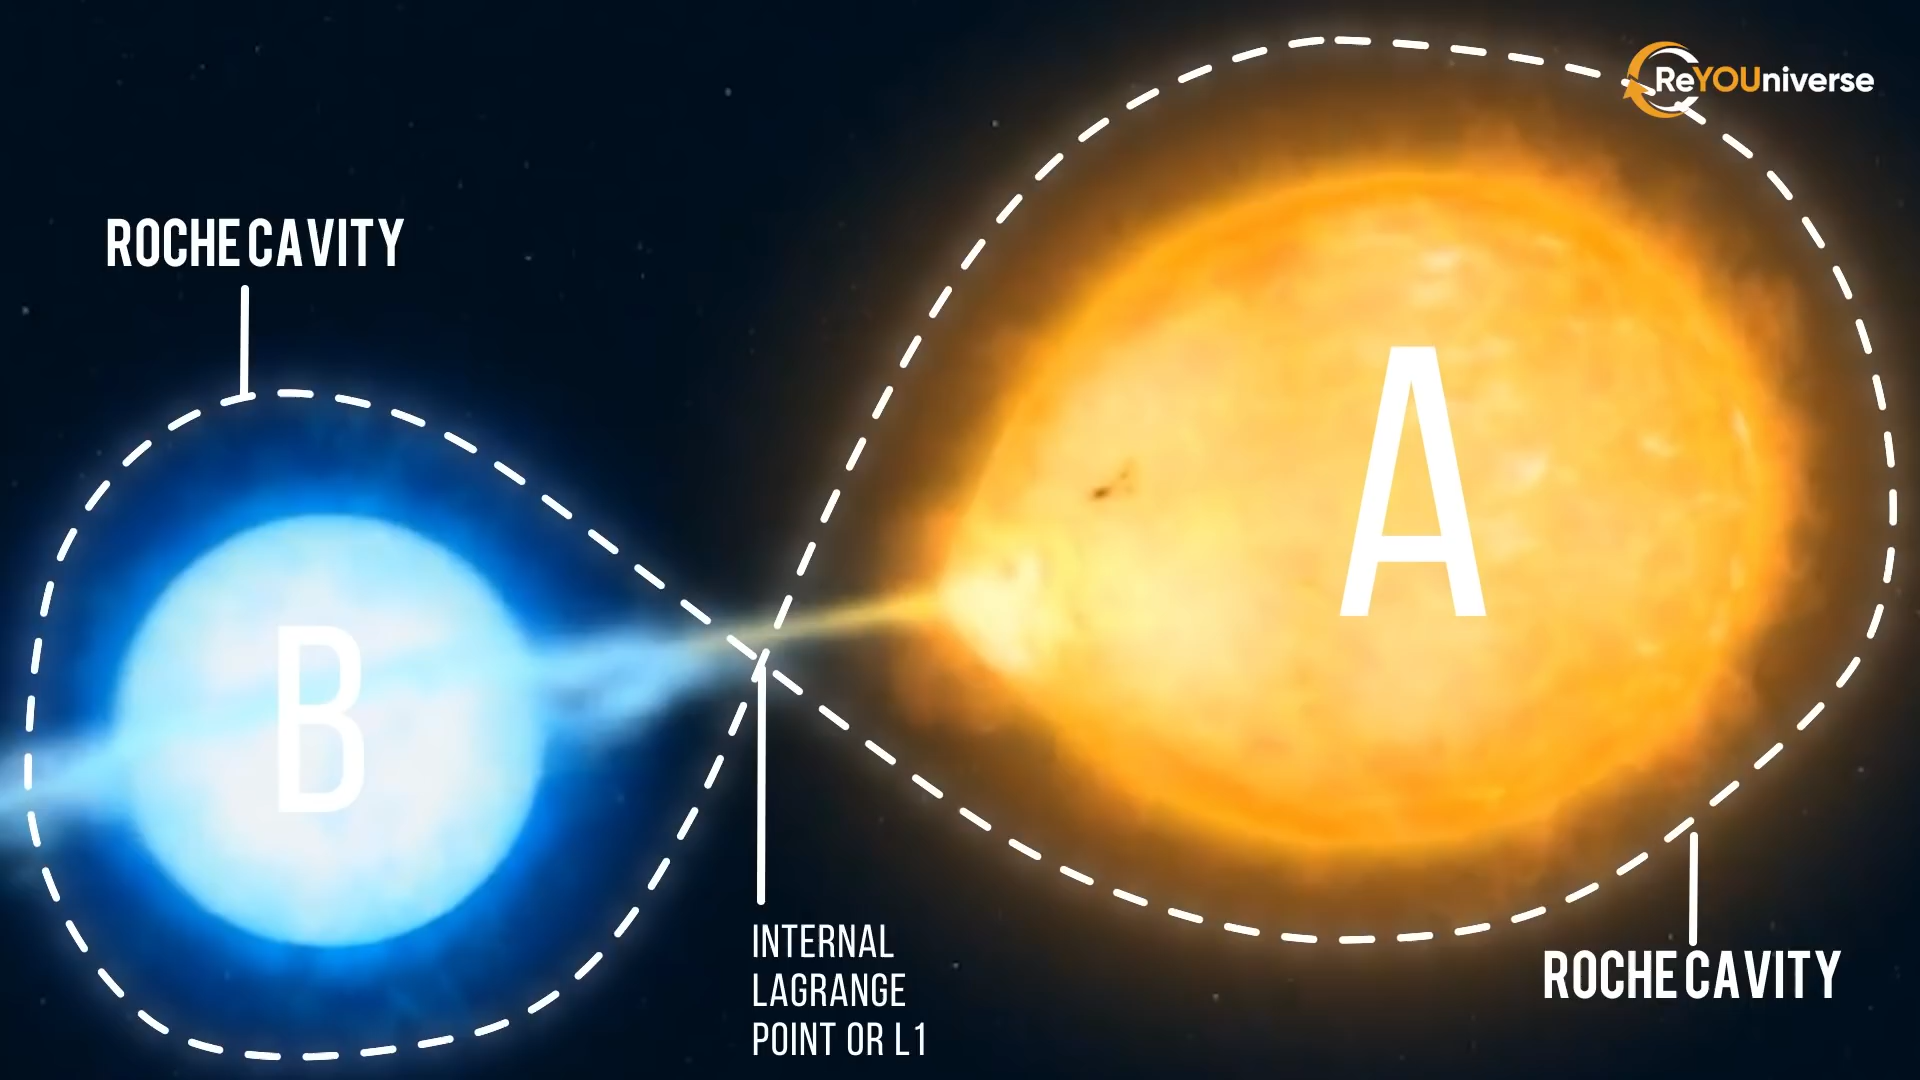 ReYOUniverse
ROCHE CAVITY
A
B
INTERNAL
LAGRANGE
POINT OR L1
ROCHE CAVITY